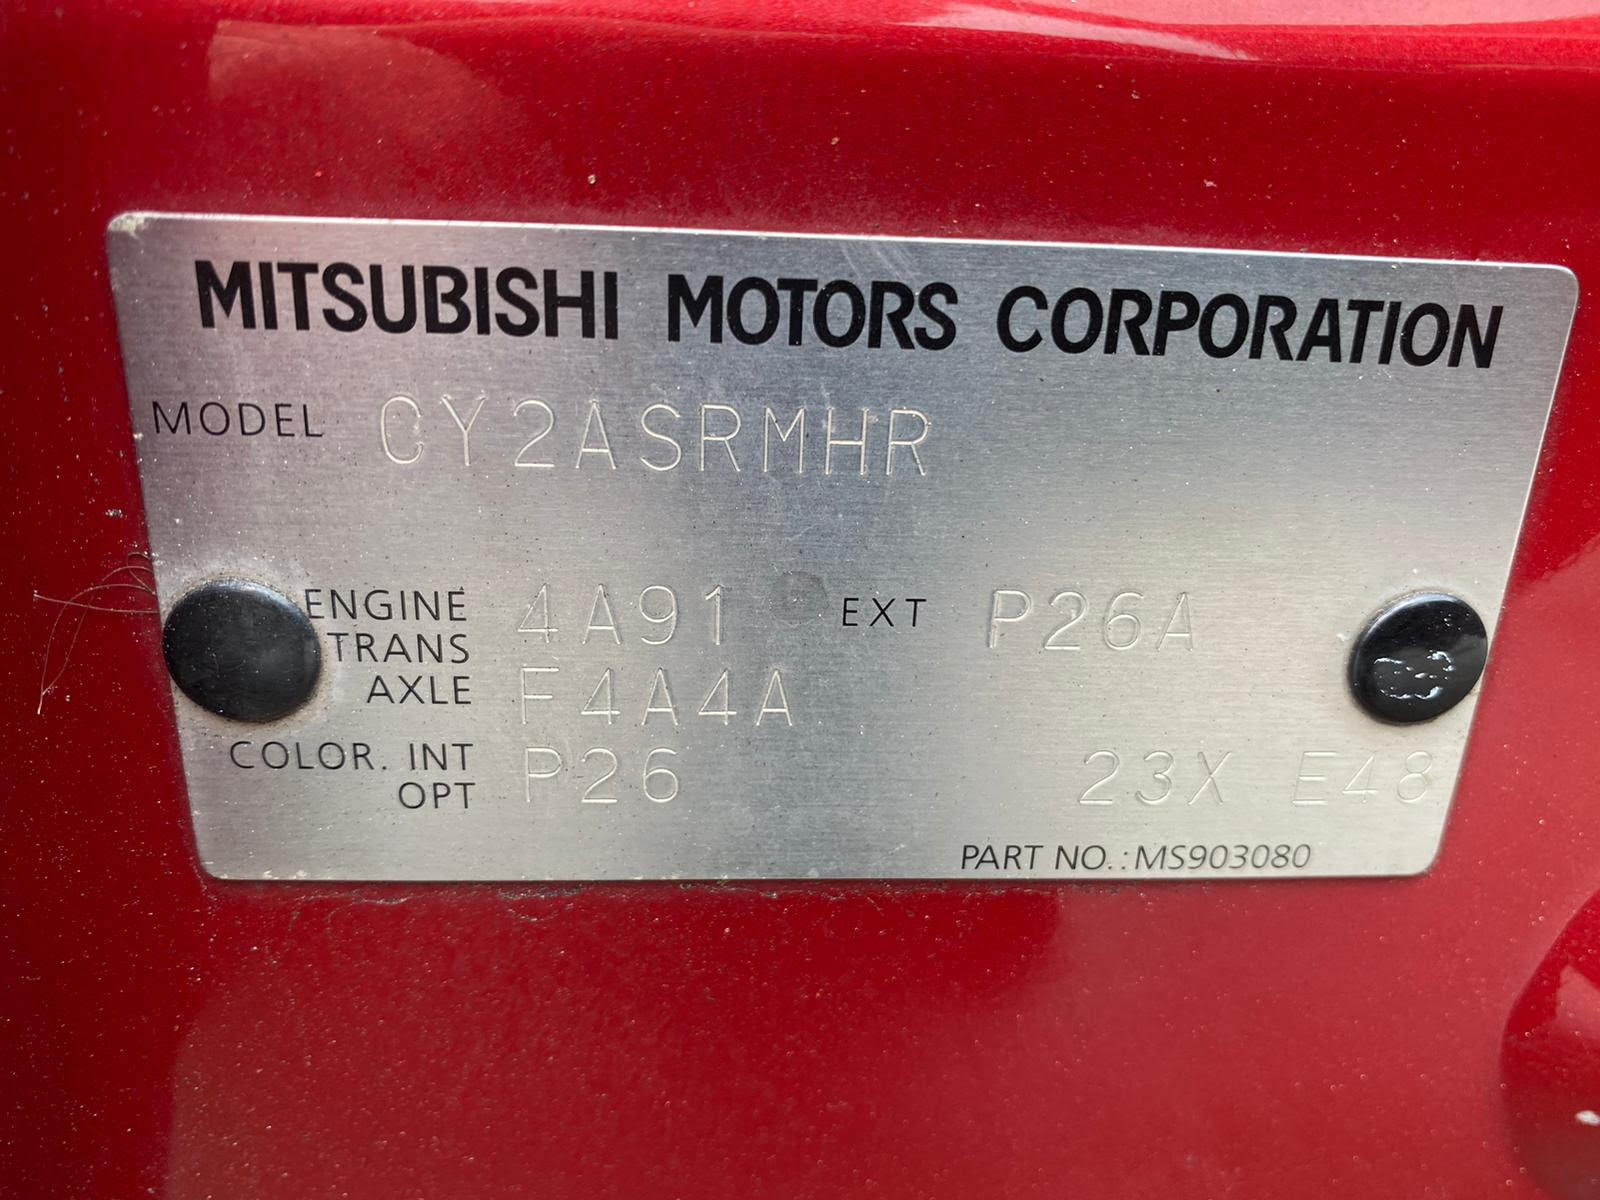 MITSUBISHI MOTORS CORPORATION
MODEL CY2ASRMHR
ENGINE 4A91 EXT P26A
TRANS
AXLE F4A4A
COLOR. INT P26 23X E48
OPT
PART NO.:MS903080